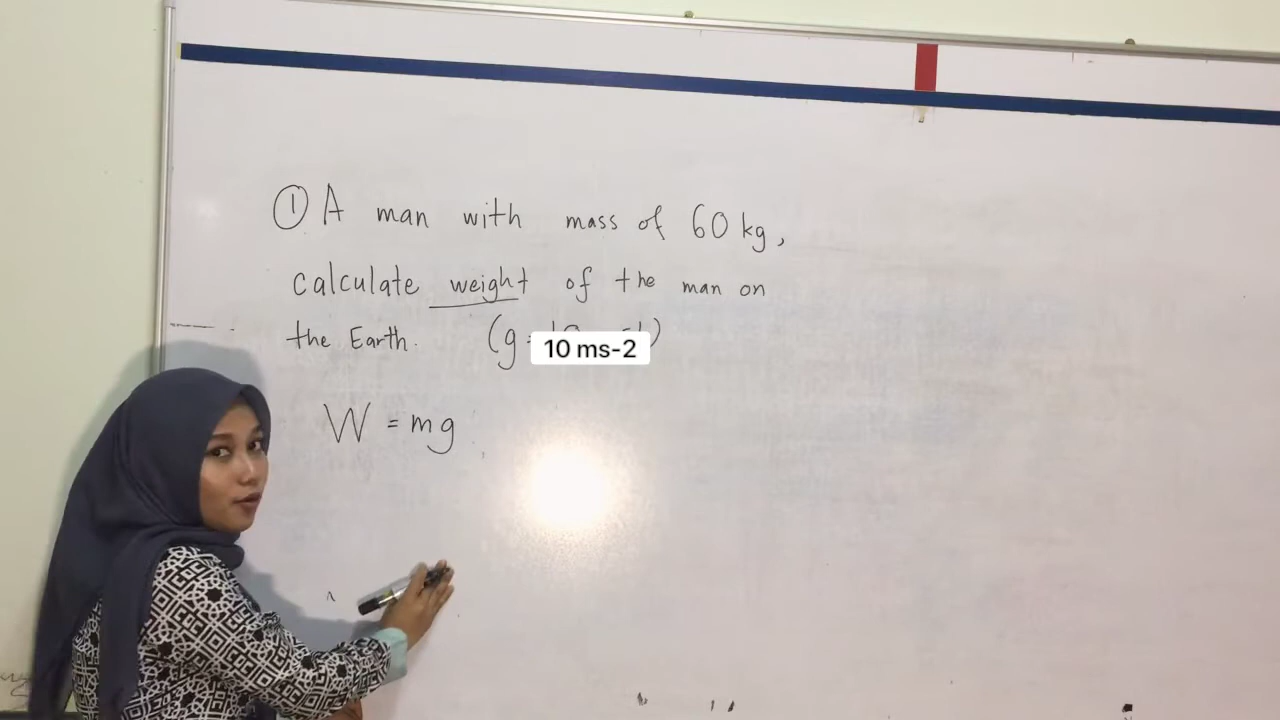 ① A man with mass of 60 kg,
calculate weight of the man on
the Earth. (g = 10 ms-2)
W = mg